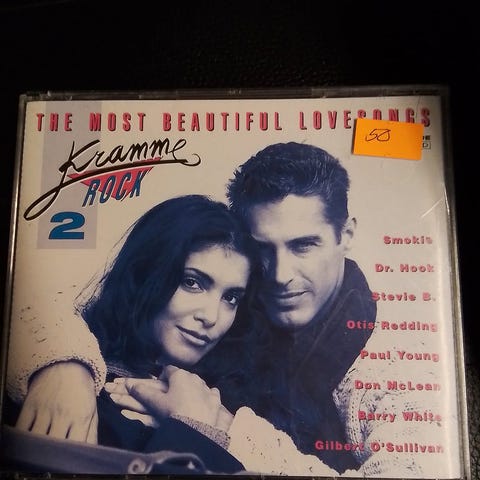 THE MOST BEAUTIFUL LOVESONGS
50
Kramme
ROCK
2
Smokie
Dr. Hook
Stevie B.
Otis Redding
Paul Young
Don McLean
Barry White
Gilbert O'Sullivan